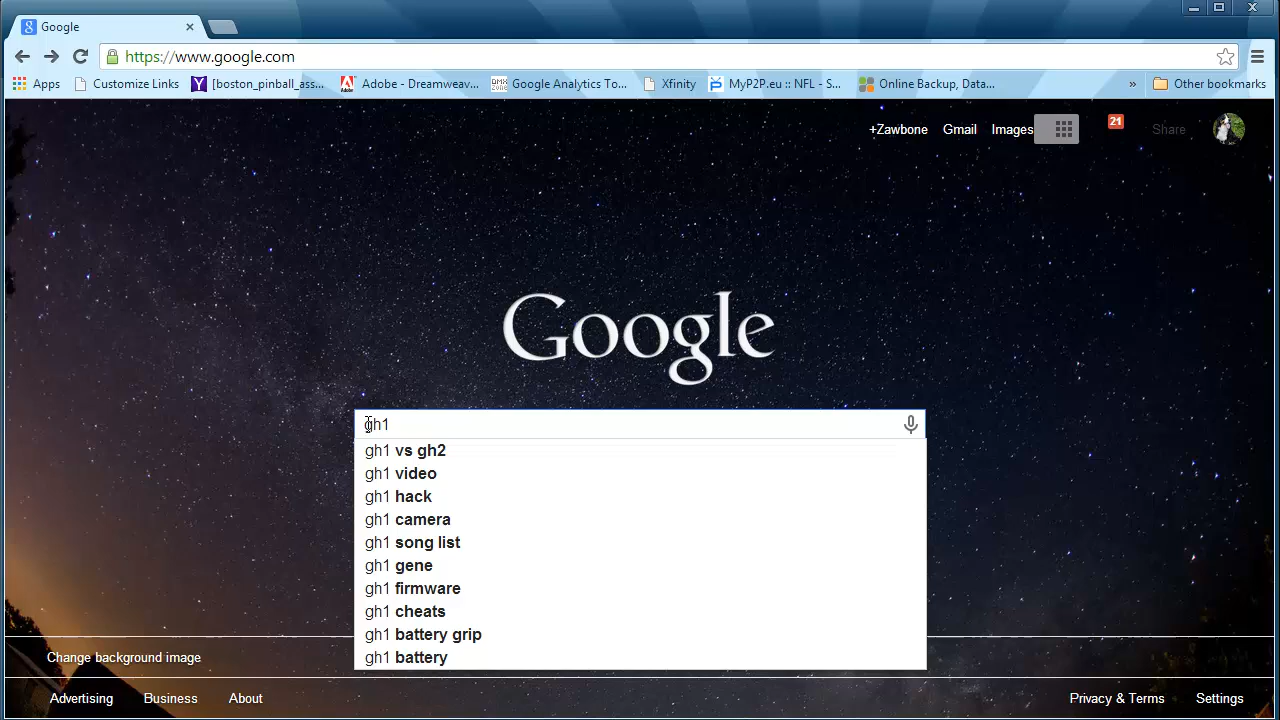 Google
https://www.google.com
Apps Customize Links [boston_pinball_ass... Adobe - Dreamweav... Google Analytics To... Xfinity MyP2P.eu :: NFL - S... Online Backup, Data... » Other bookmarks
+Zawbone Gmail Images 21 Share
Google
gh1
gh1 vs gh2
gh1 video
gh1 hack
gh1 camera
gh1 song list
gh1 gene
gh1 firmware
gh1 cheats
gh1 battery grip
gh1 battery
Change background image
Advertising Business About Privacy & Terms Settings